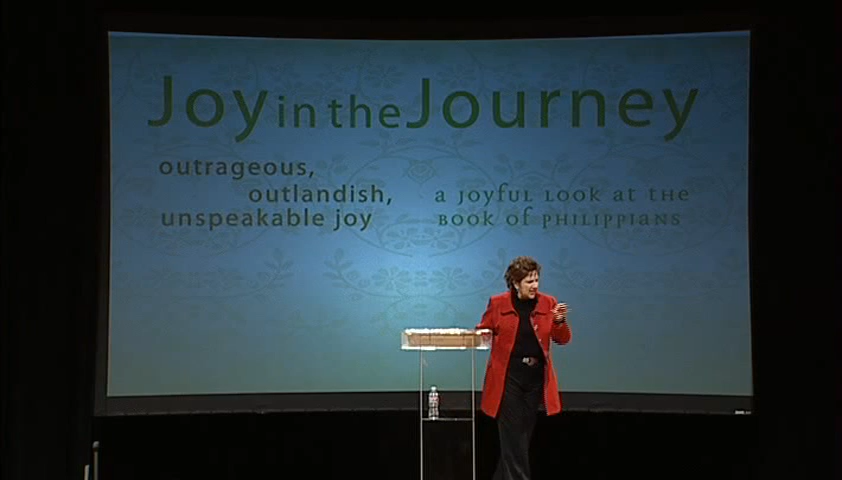 Joy in the Journey
outrageous,
outlandish,
unspeakable joy
a joyful look at the
book of philippians